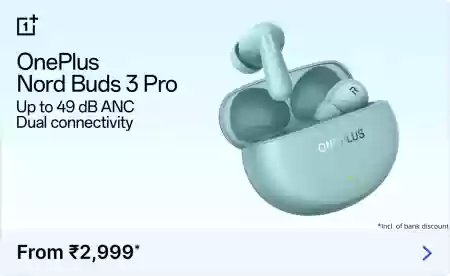 1+
OnePlus
Nord Buds 3 Pro
Up to 49 dB ANC
Dual connectivity
ONEPLUS
*Incl. of bank discount
From ₹2,999*